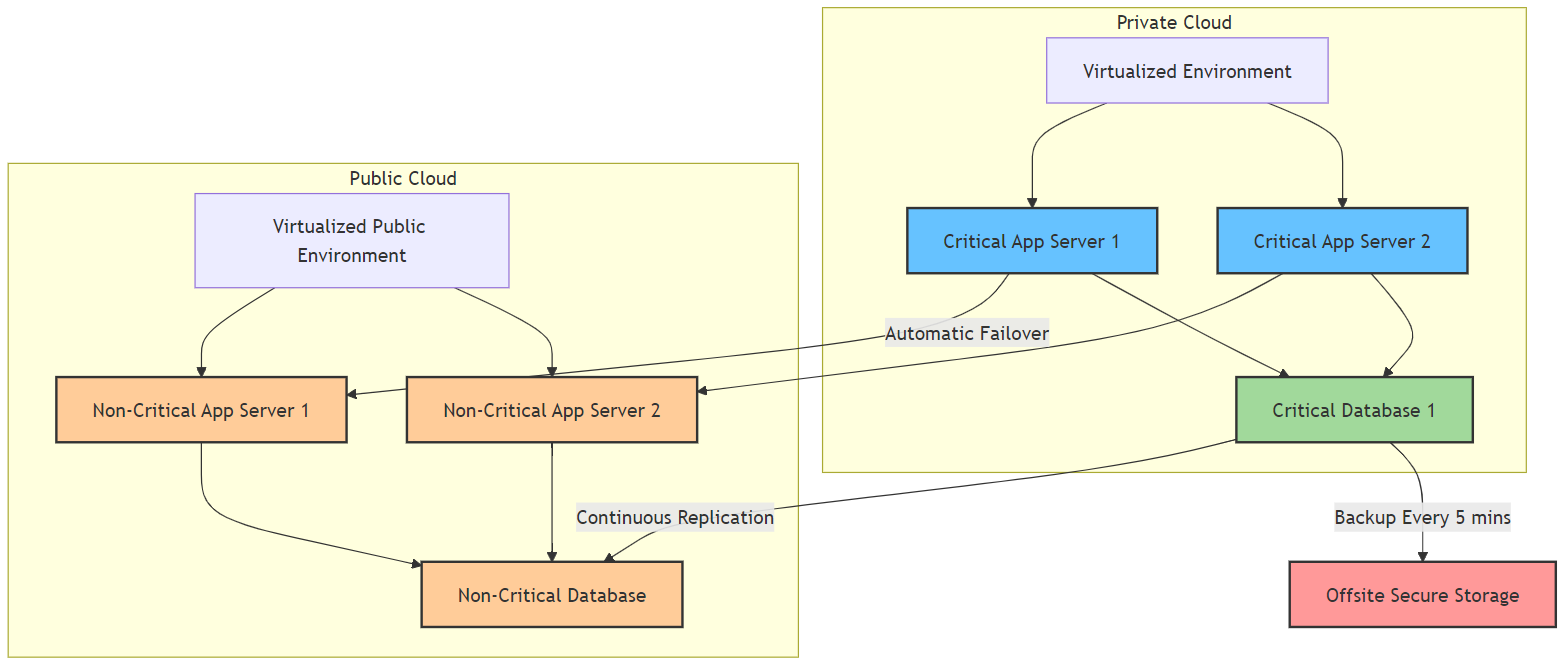 Private Cloud
Virtualized Environment
Public Cloud
Virtualized Public
Environment
Critical App Server 1
Critical App Server 2
Automatic Failover
Non-Critical App Server 1
Non-Critical App Server 2
Critical Database 1
Continuous Replication
Backup Every 5 mins
Non-Critical Database
Offsite Secure Storage